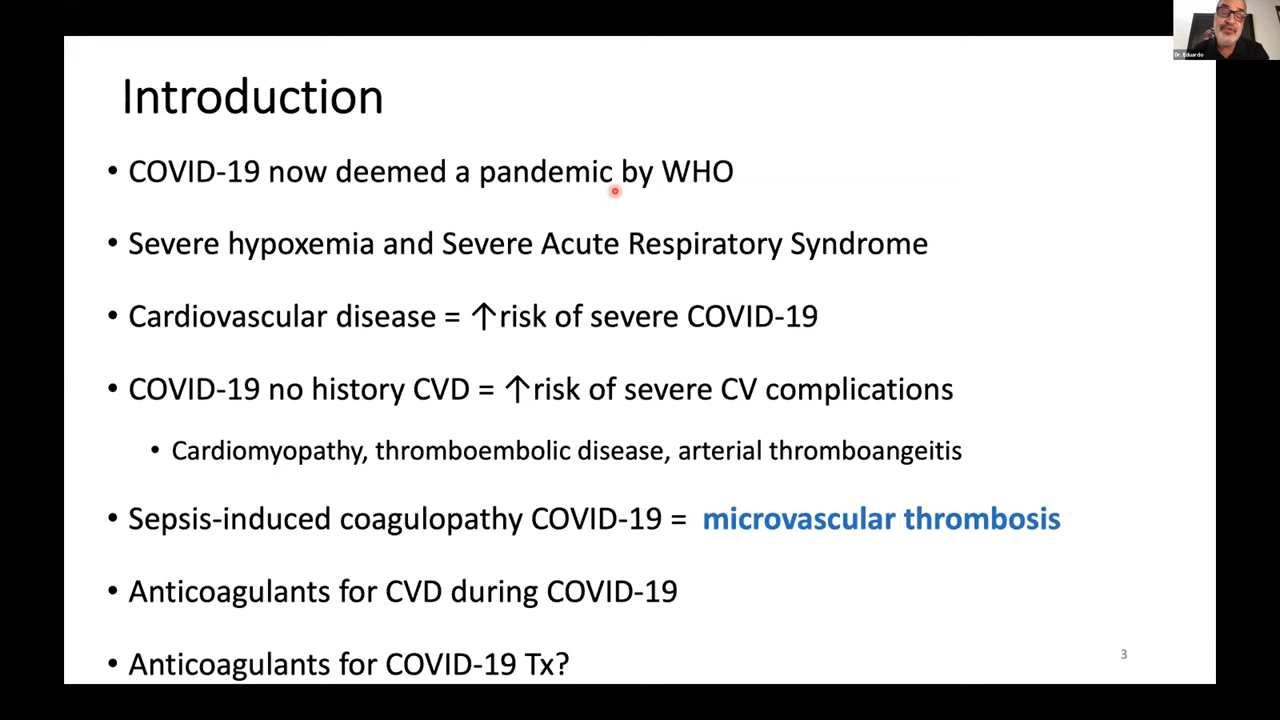 Dr. Eduardo
Introduction
• COVID-19 now deemed a pandemic by WHO
• Severe hypoxemia and Severe Acute Respiratory Syndrome
• Cardiovascular disease = ↑risk of severe COVID-19
• COVID-19 no history CVD = ↑risk of severe CV complications
• Cardiomyopathy, thromboembolic disease, arterial thromboangeitis
• Sepsis-induced coagulopathy COVID-19 = microvascular thrombosis
• Anticoagulants for CVD during COVID-19
• Anticoagulants for COVID-19 Tx?
3